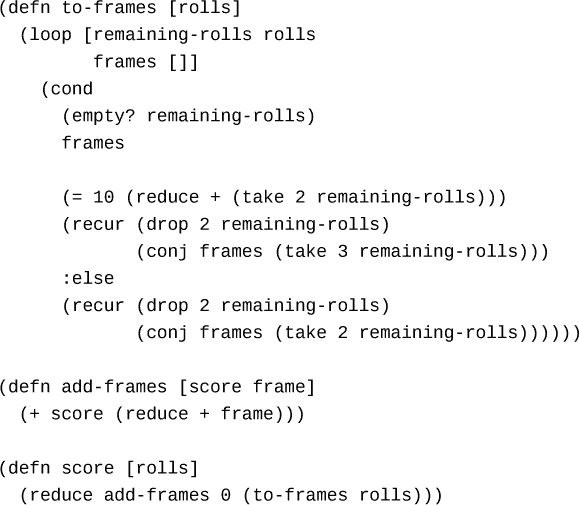 (defn to-frames [rolls]
  (loop [remaining-rolls rolls
         frames []]
    (cond
      (empty? remaining-rolls)
      frames

      (= 10 (reduce + (take 2 remaining-rolls)))
      (recur (drop 2 remaining-rolls)
             (conj frames (take 3 remaining-rolls)))
      :else
      (recur (drop 2 remaining-rolls)
             (conj frames (take 2 remaining-rolls))))))

(defn add-frames [score frame]
  (+ score (reduce + frame)))

(defn score [rolls]
  (reduce add-frames 0 (to-frames rolls)))